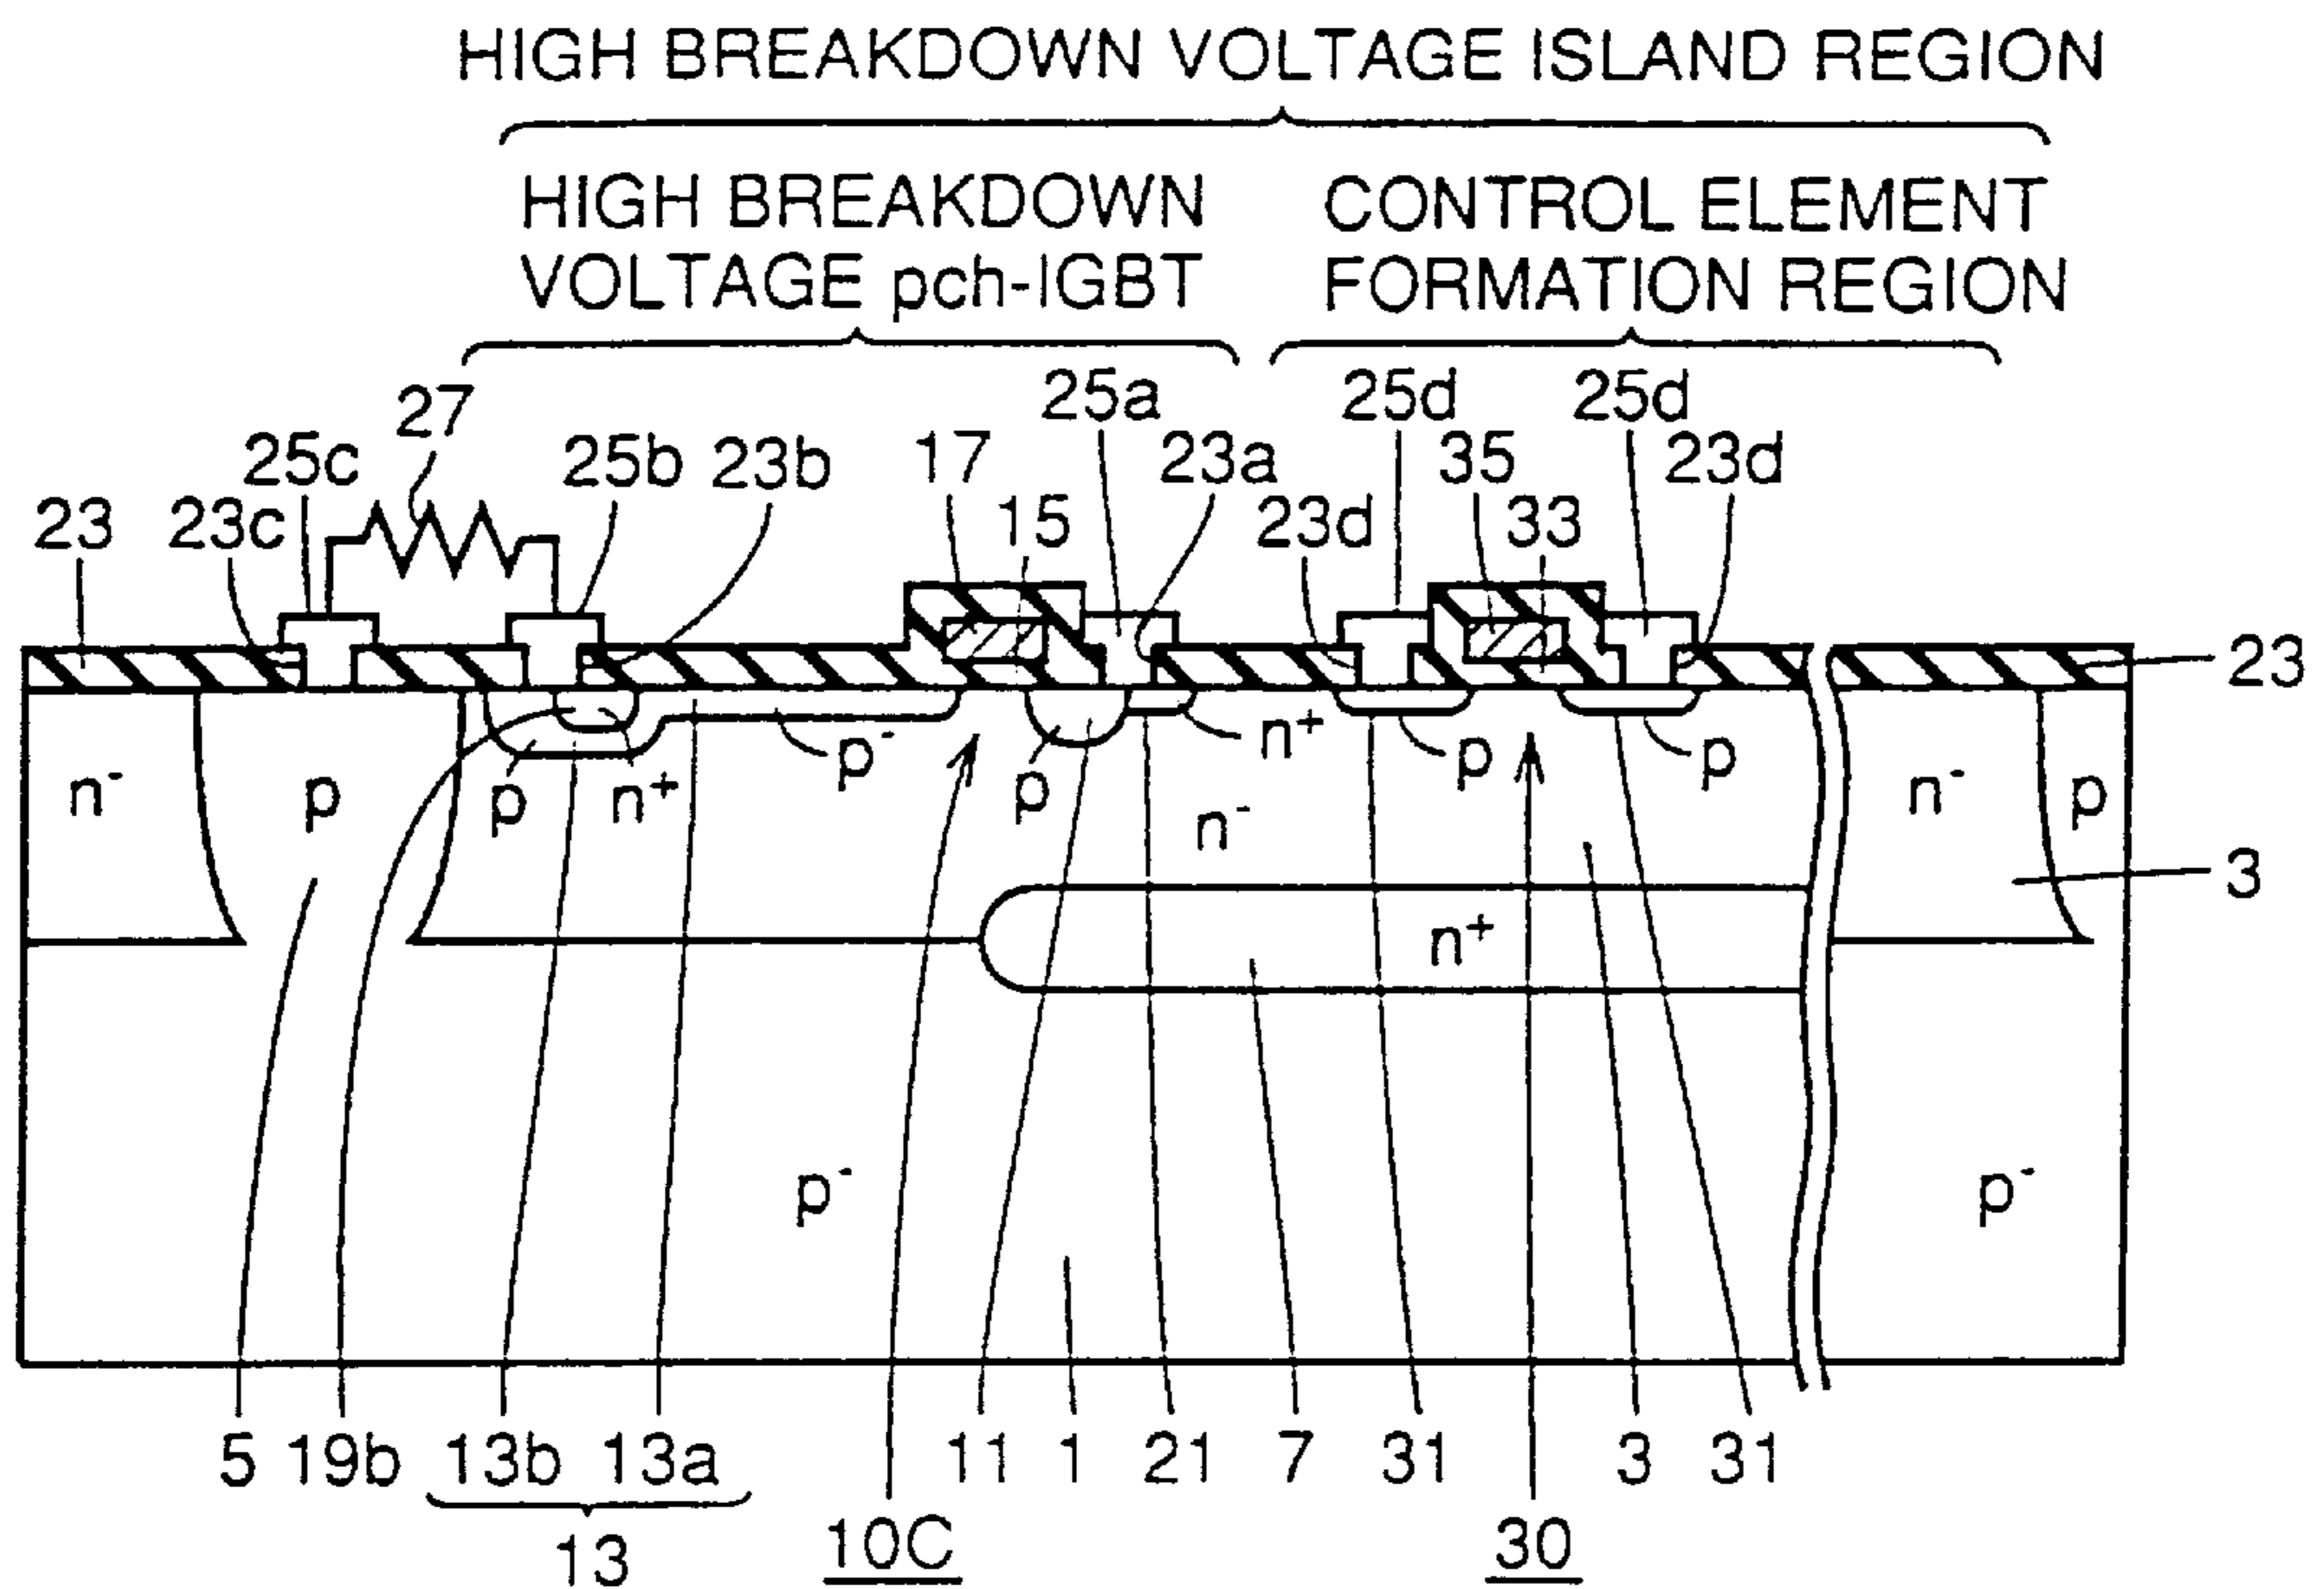 HIGH BREAKDOWN VOLTAGE ISLAND REGION
HIGH BREAKDOWN
VOLTAGE pch-IGBT
CONTROL ELEMENT
FORMATION REGION
27 25a 25d 25d
25c 25b 23b 17 23a 35 23d
23 23c 15 23d 33
23
n⁺
p⁻ p p
n⁻ p p n⁺ p n⁻ n⁻ p
3
n⁺
p⁻ p⁻
5 19b 13b 13a 11 1 21 7 31 3 31
13 10C 30